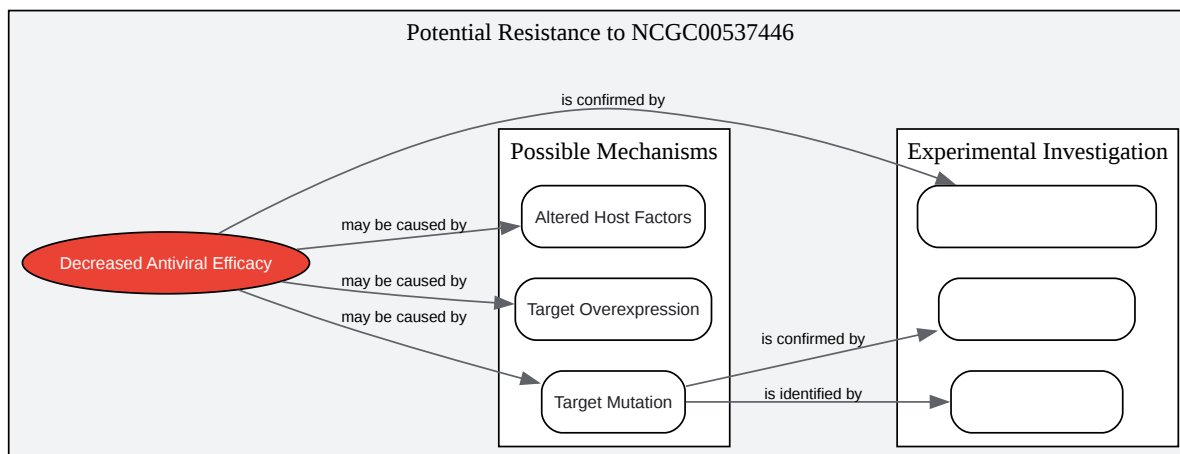 Potential Resistance to NCGC00537446
is confirmed by
Possible Mechanisms
Experimental Investigation
Altered Host Factors
may be caused by
Decreased Antiviral Efficacy
may be caused by
Target Overexpression
may be caused by
is confirmed by
Target Mutation
is identified by